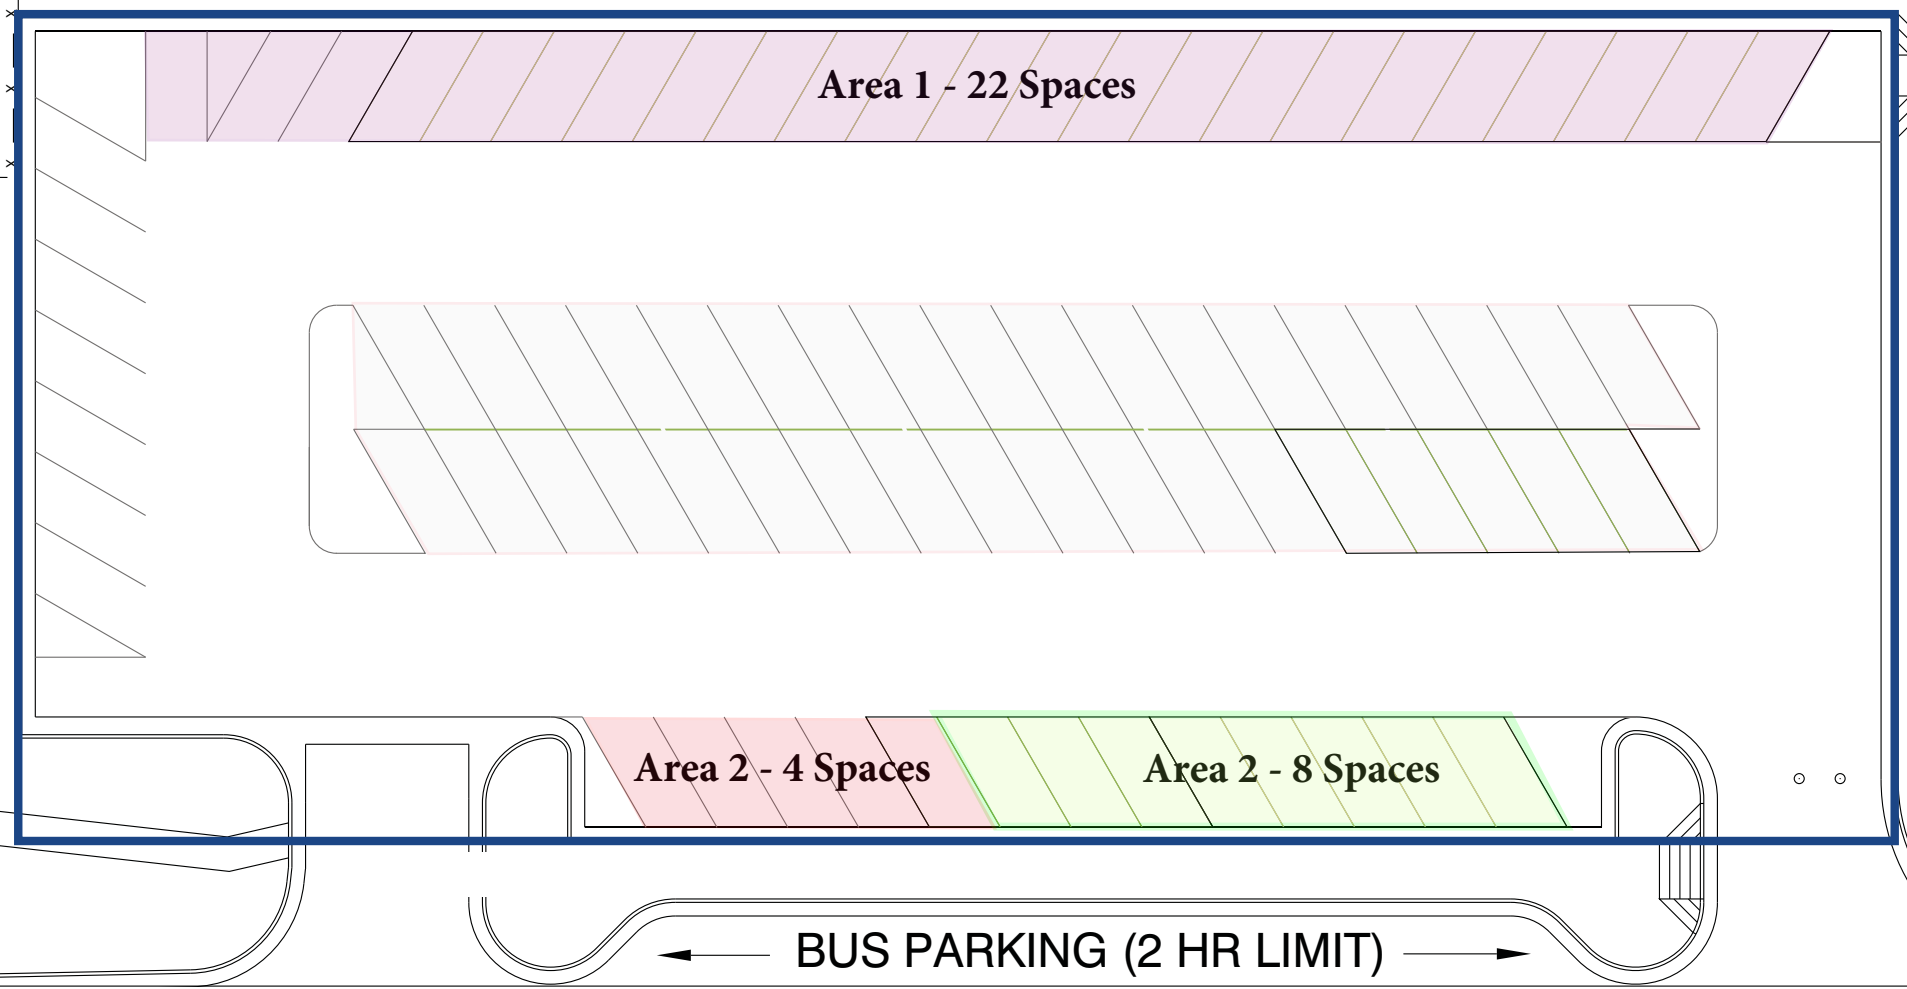 Area 1 - 22 Spaces
Area 2 - 4 Spaces
Area 2 - 8 Spaces
BUS PARKING (2 HR LIMIT)